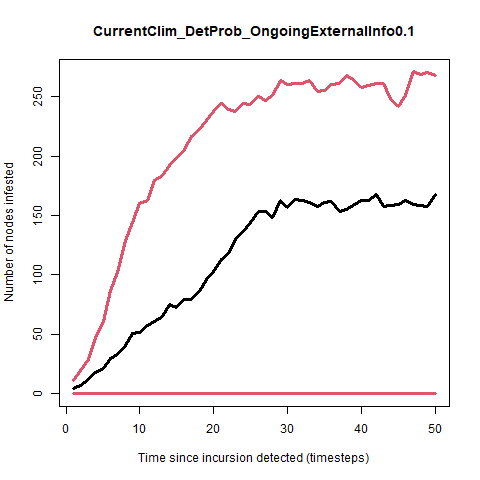 CurrentClim_DetProb_OngoingExternalInfo0.1
Number of nodes infested
250
200
150
100
50
0
0 10 20 30 40 50
Time since incursion detected (timesteps)